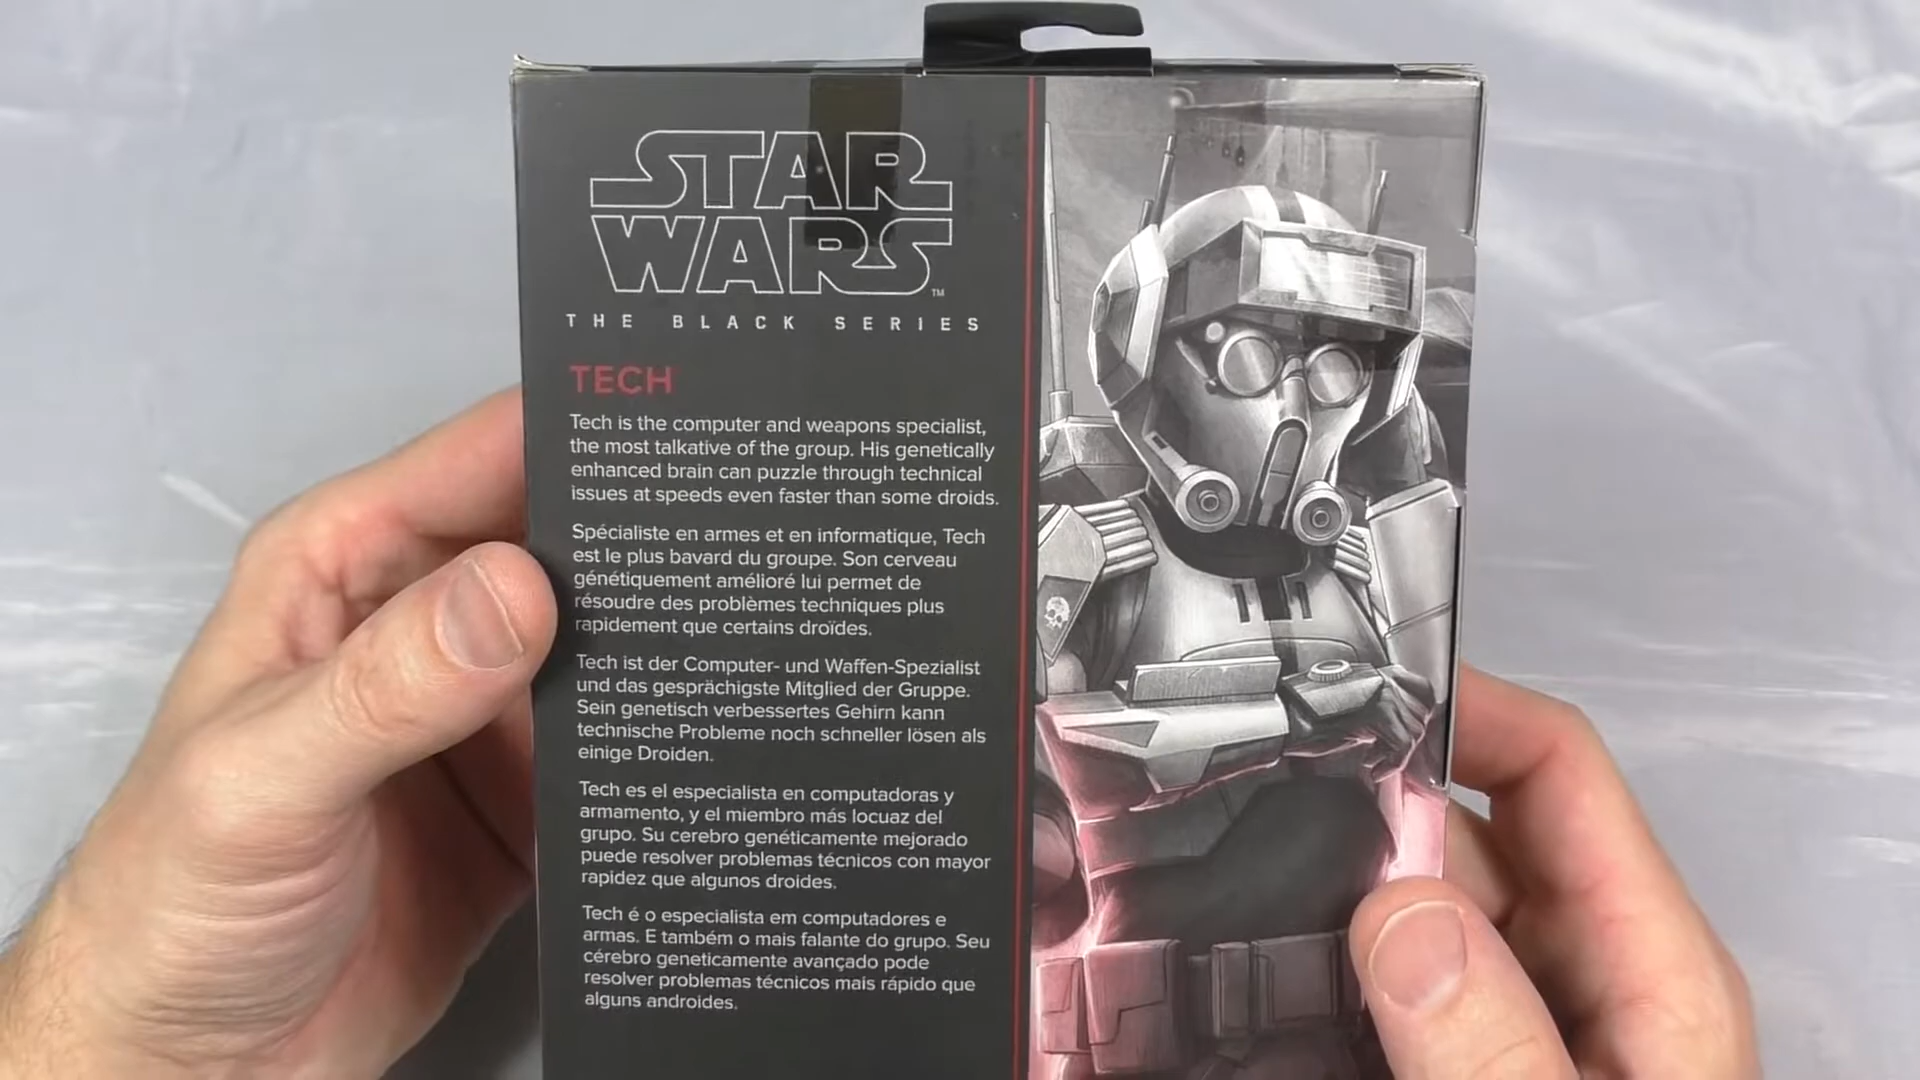 STAR
WARS
™
THE BLACK SERIES
TECH
Tech is the computer and weapons specialist,
the most talkative of the group. His genetically
enhanced brain can puzzle through technical
issues at speeds even faster than some droids.
Spécialiste en armes et en informatique, Tech
est le plus bavard du groupe. Son cerveau
génétiquement amélioré lui permet de
résoudre des problèmes techniques plus
rapidement que certains droïdes.
Tech ist der Computer- und Waffen-Spezialist
und das gesprächigste Mitglied der Gruppe.
Sein genetisch verbessertes Gehirn kann
technische Probleme noch schneller lösen als
einige Droiden.
Tech es el especialista en computadoras y
armamento, y el miembro más locuaz del
grupo. Su cerebro genéticamente mejorado
puede resolver problemas técnicos con mayor
rapidez que algunos droides.
Tech é o especialista em computadores e
armas. E também o mais falante do grupo. Seu
cérebro geneticamente avançado pode
resolver problemas técnicos mais rápido que
alguns androides.